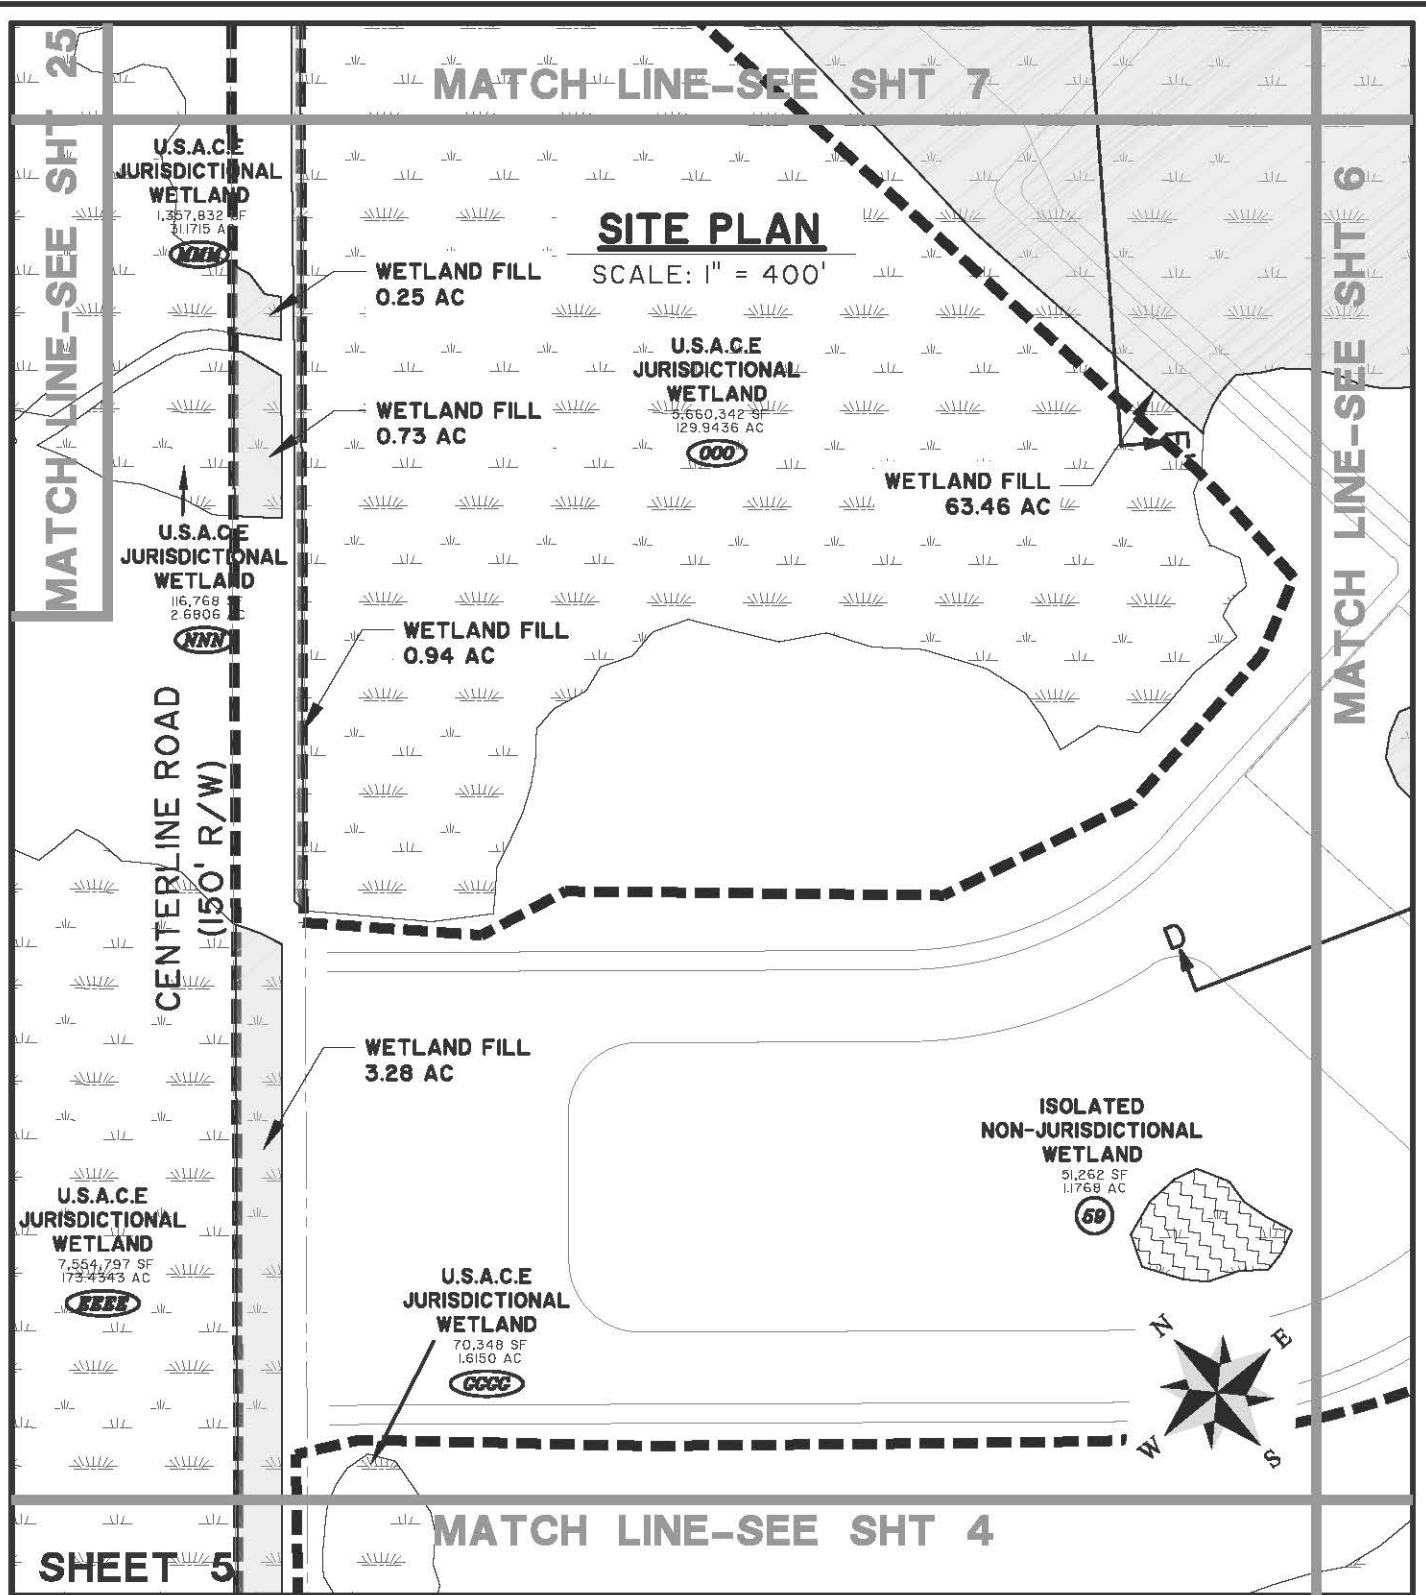 MATCH LINE-SEE SHT 7
MATCH LINE-SEE SHT 25
MATCH LINE-SEE SHT 6
U.S.A.C.E
JURISDICTIONAL
WETLAND
1,357,832 SF
31.1715 AC
MMM
SITE PLAN
SCALE: 1" = 400'
WETLAND FILL
0.25 AC
U.S.A.C.E
JURISDICTIONAL
WETLAND
5,660,342 SF
129.9436 AC
OOO
WETLAND FILL
0.73 AC
E
WETLAND FILL
63.46 AC
U.S.A.C.E
JURISDICTIONAL
WETLAND
116,768 SF
2.6806 AC
NNN
WETLAND FILL
0.94 AC
CENTERLINE ROAD
(150' R/W)
D
WETLAND FILL
3.28 AC
ISOLATED
NON-JURISDICTIONAL
WETLAND
51,262 SF
1.1768 AC
59
U.S.A.C.E
JURISDICTIONAL
WETLAND
7,554,797 SF
173.4343 AC
EEEE
U.S.A.C.E
JURISDICTIONAL
WETLAND
70,348 SF
1.6150 AC
GGGG
N
E
W
S
MATCH LINE-SEE SHT 4
SHEET 5